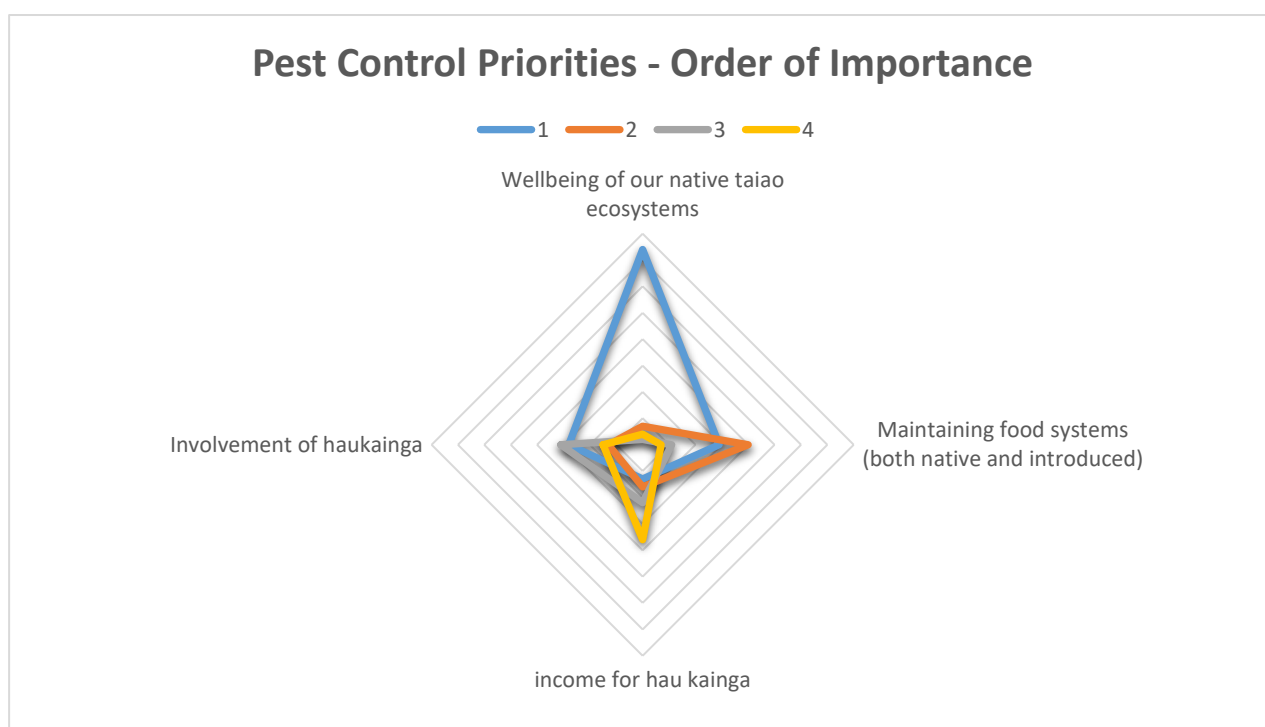 Pest Control Priorities - Order of Importance
1 2 3 4
Wellbeing of our native taiao
ecosystems
Involvement of haukainga
Maintaining food systems
(both native and introduced)
income for hau kainga